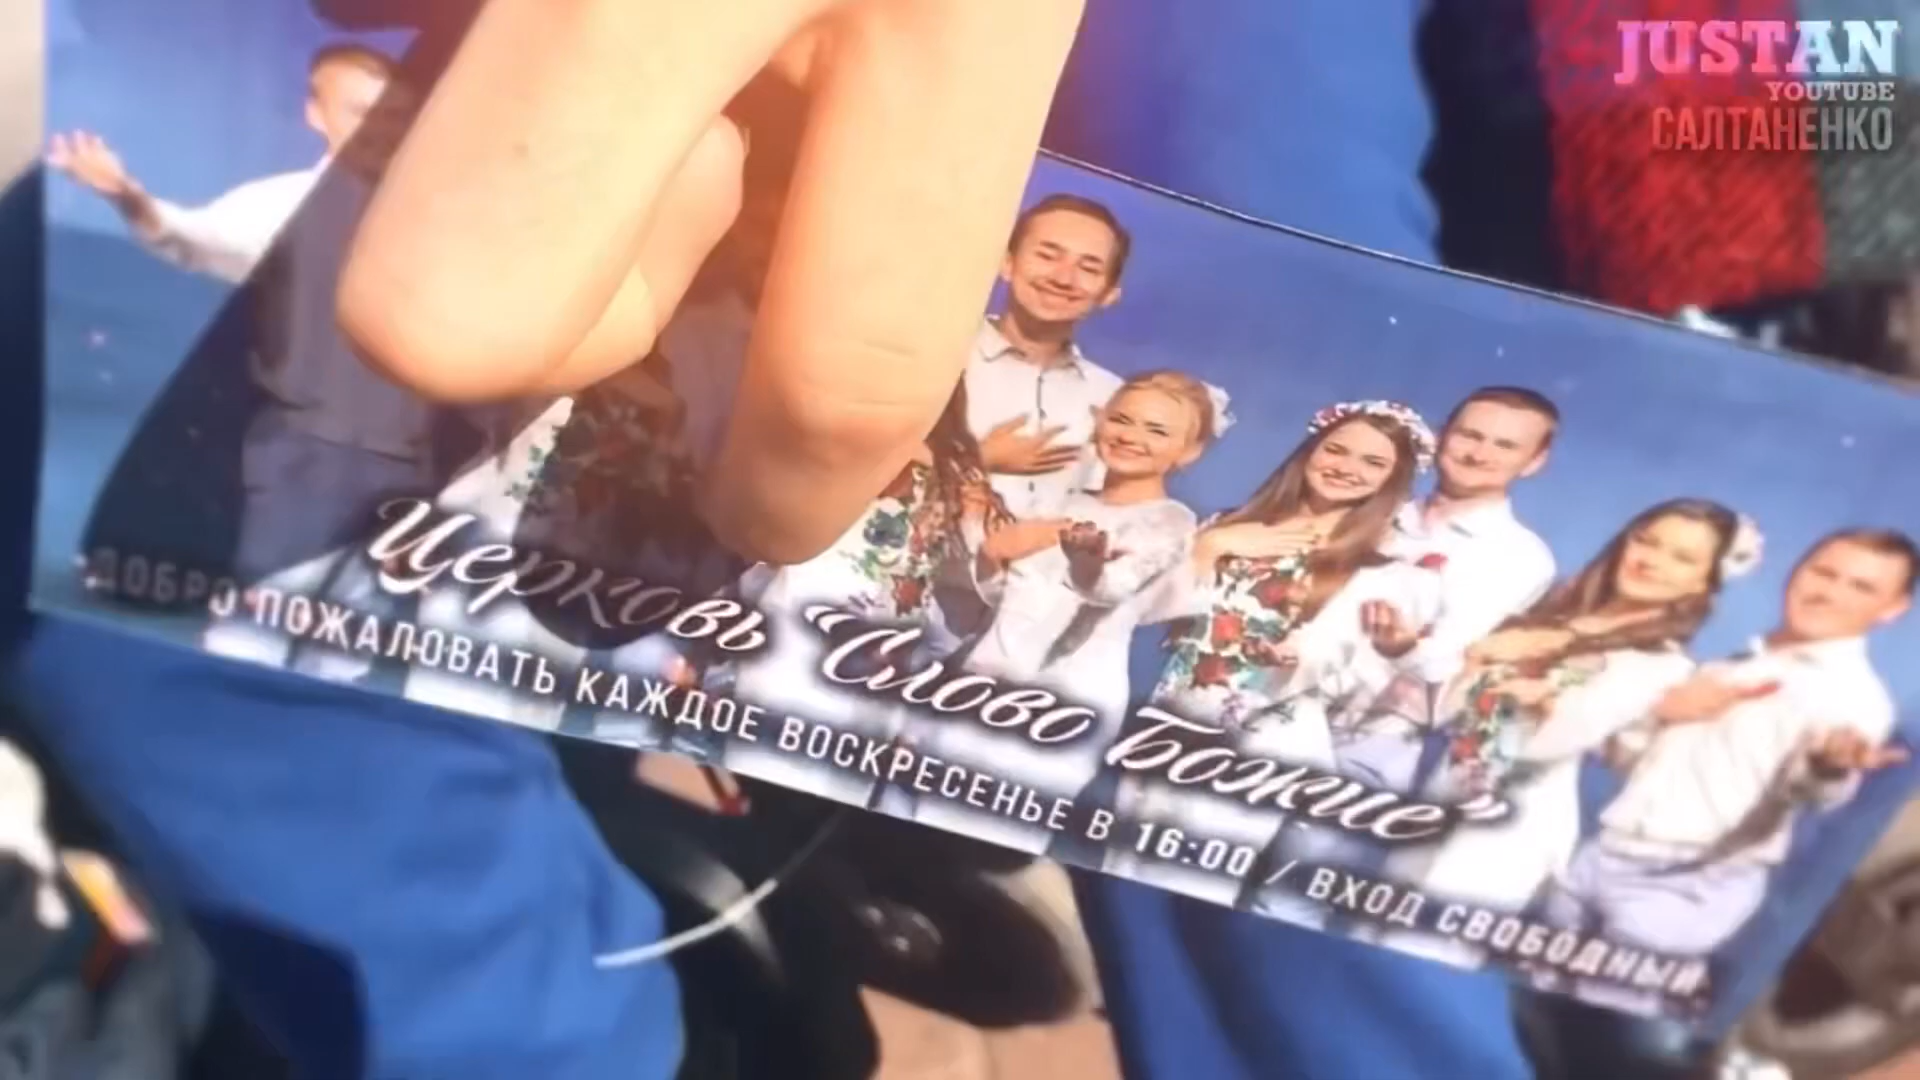 JUSTAN
YOUTUBE
САЛТАНЕНКО
Церковь “Слово Божие”
ДОБРО ПОЖАЛОВАТЬ КАЖДОЕ ВОСКРЕСЕНЬЕ В 16:00 / ВХОД СВОБОДНЫЙ